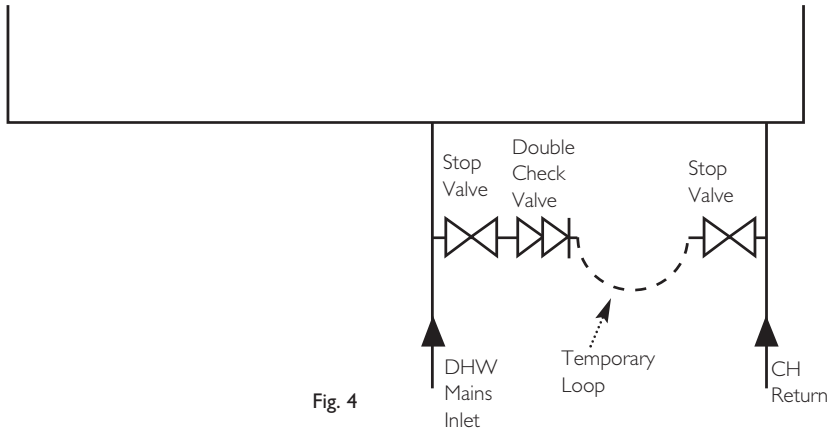 Stop
Valve
Double
Check
Valve
Stop
Valve
Temporary
Loop
DHW
Mains
Inlet
CH
Return
Fig. 4